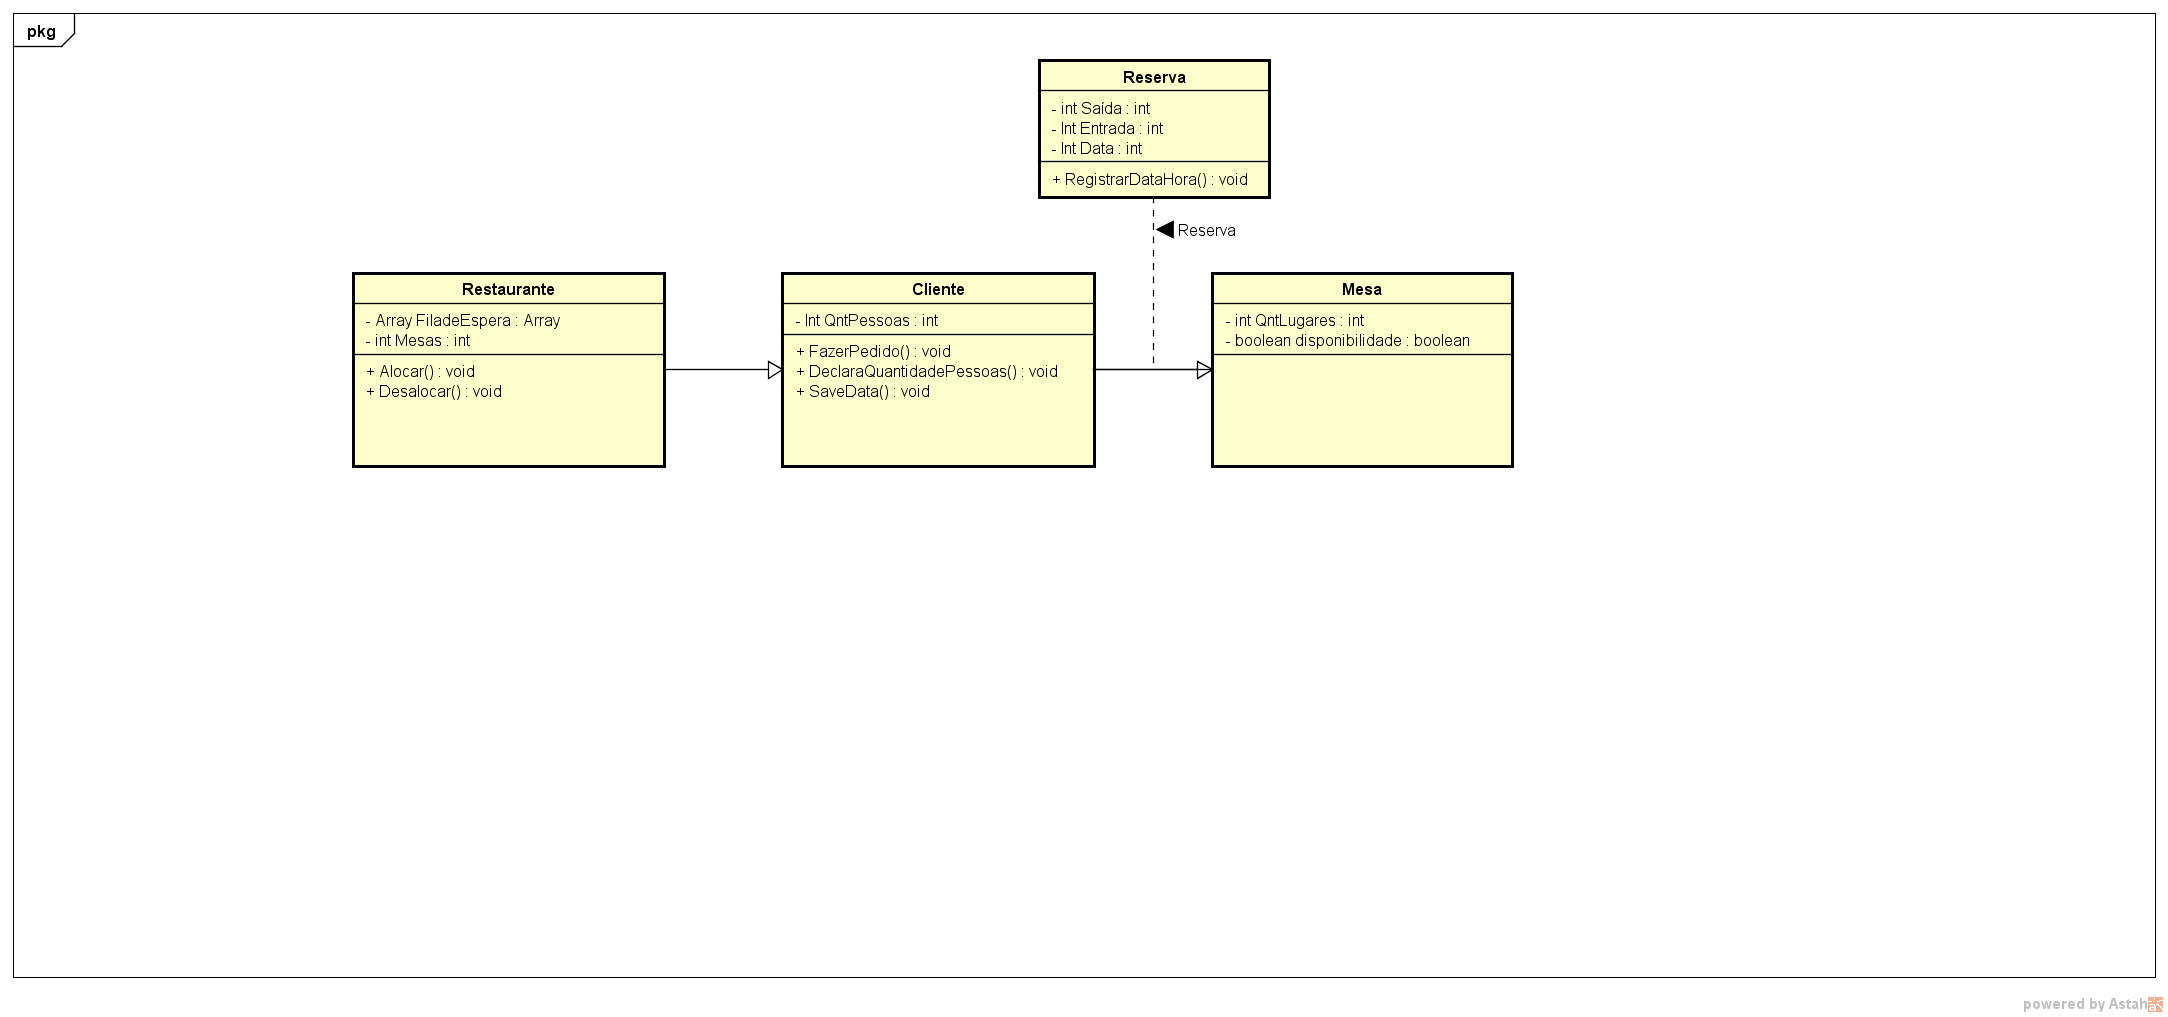 pkg
Reserva
- int Saída : int
- Int Entrada : int
- Int Data : int
+ RegistrarDataHora() : void
Reserva
Restaurante
- Array FiladeEspera : Array
- int Mesas : int
+ Alocar() : void
+ Desalocar() : void
Cliente
- Int QntPessoas : int
+ FazerPedido() : void
+ DeclaraQuantidadePessoas() : void
+ SaveData() : void
Mesa
- int QntLugares : int
- boolean disponibilidade : boolean
powered by Astah